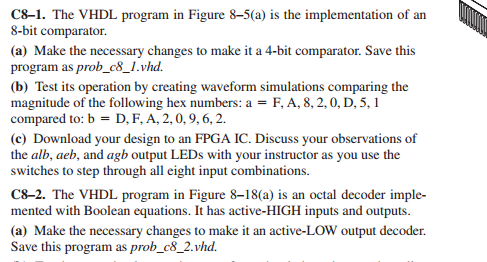 C8–1. The VHDL program in Figure 8–5(a) is the implementation of an
8-bit comparator.
(a) Make the necessary changes to make it a 4-bit comparator. Save this
program as prob_c8_1.vhd.
(b) Test its operation by creating waveform simulations comparing the
magnitude of the following hex numbers: a = F, A, 8, 2, 0, D, 5, 1
compared to: b = D, F, A, 2, 0, 9, 6, 2.
(c) Download your design to an FPGA IC. Discuss your observations of
the alb, aeb, and agb output LEDs with your instructor as you use the
switches to step through all eight input combinations.
C8–2. The VHDL program in Figure 8–18(a) is an octal decoder imple-
mented with Boolean equations. It has active-HIGH inputs and outputs.
(a) Make the necessary changes to make it an active-LOW output decoder.
Save this program as prob_c8_2.vhd.